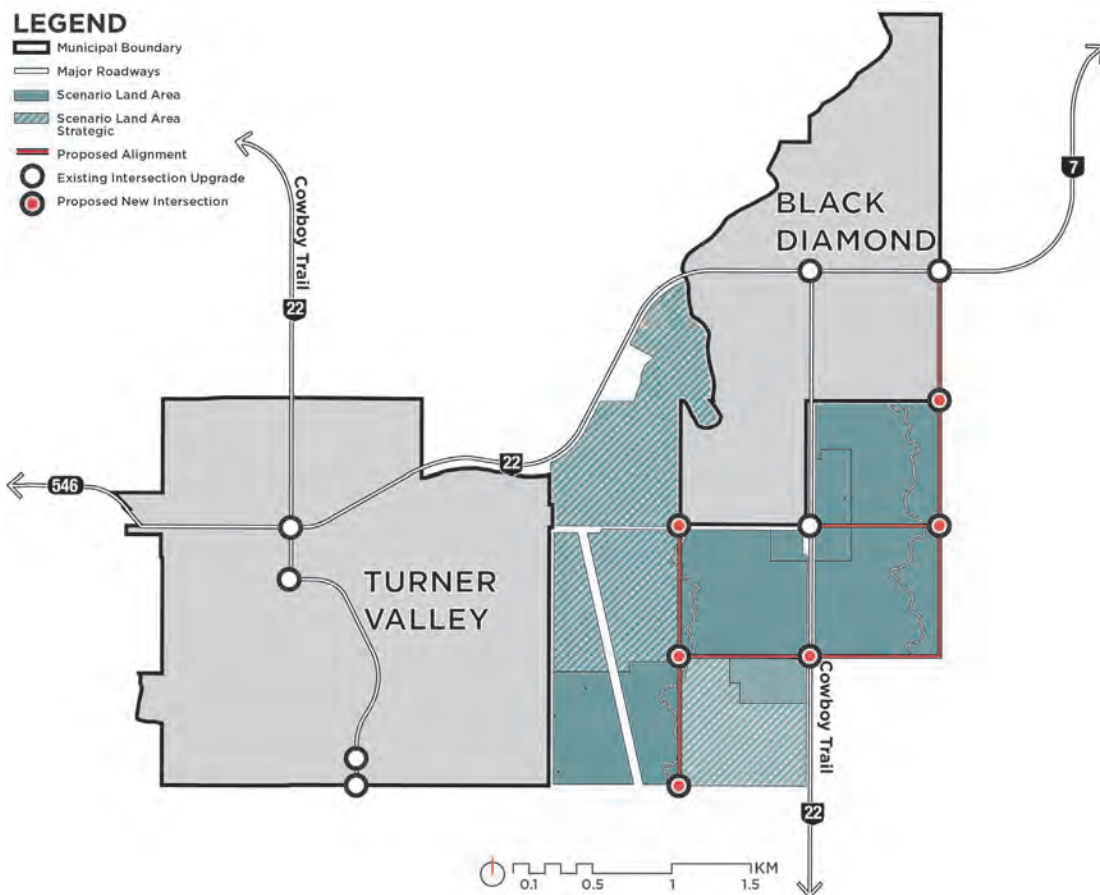 LEGEND
Municipal Boundary
Major Roadways
Scenario Land Area
Scenario Land Area
Strategic
Proposed Alignment
Existing Intersection Upgrade
Proposed New Intersection
Cowboy Trail
22
7
BLACK
DIAMOND
22
546
TURNER
VALLEY
Cowboy Trail
22
KM
0.1
0.5
1
1.5